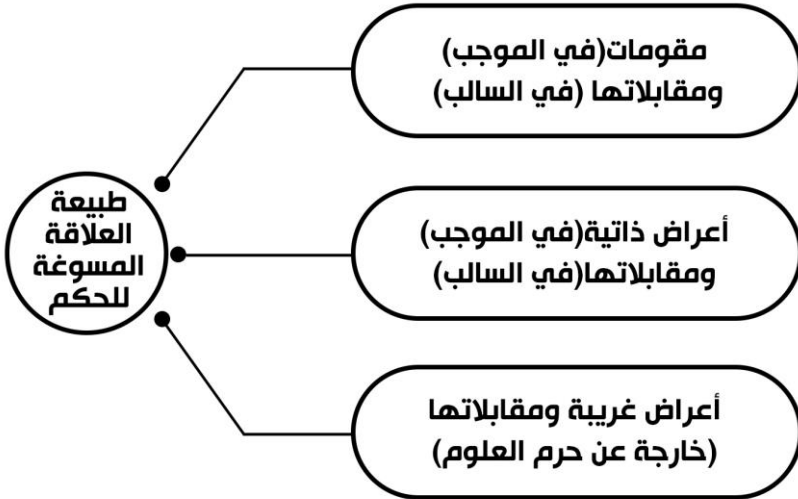 طبيعة
العلاقة
المسوغة
للحكم
مقومات(في الموجب)
ومقابلاتها (في السالب)
أعراض ذاتية(في الموجب)
ومقابلاتها(في السالب)
أعراض غريبة ومقابلاتها
(خارجة عن حرم العلوم)